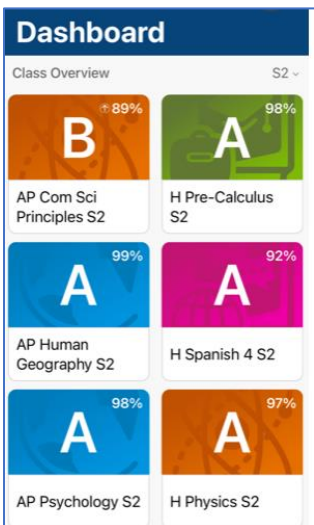 Dashboard
Class Overview S2
89%
B
AP Com Sci
Principles S2
98%
A
H Pre-Calculus
S2
99%
A
AP Human
Geography S2
92%
A
H Spanish 4 S2
98%
A
AP Psychology S2
97%
A
H Physics S2